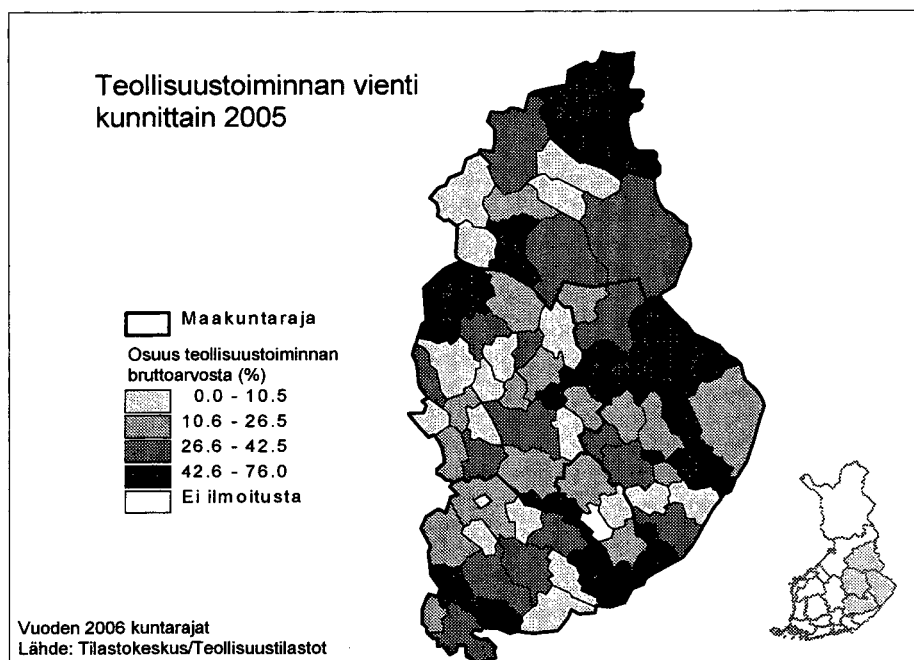 Teollisuustoiminnan vienti
kunnittain 2005
Maakuntaraja
Osuus teollisuustoiminnan
bruttoarvosta (%)
0.0 - 10.5
10.6 - 26.5
26.6 - 42.5
42.6 - 76.0
Ei ilmoitusta
Vuoden 2006 kuntarajat
Lähde: Tilastokeskus/Teollisuustilastot